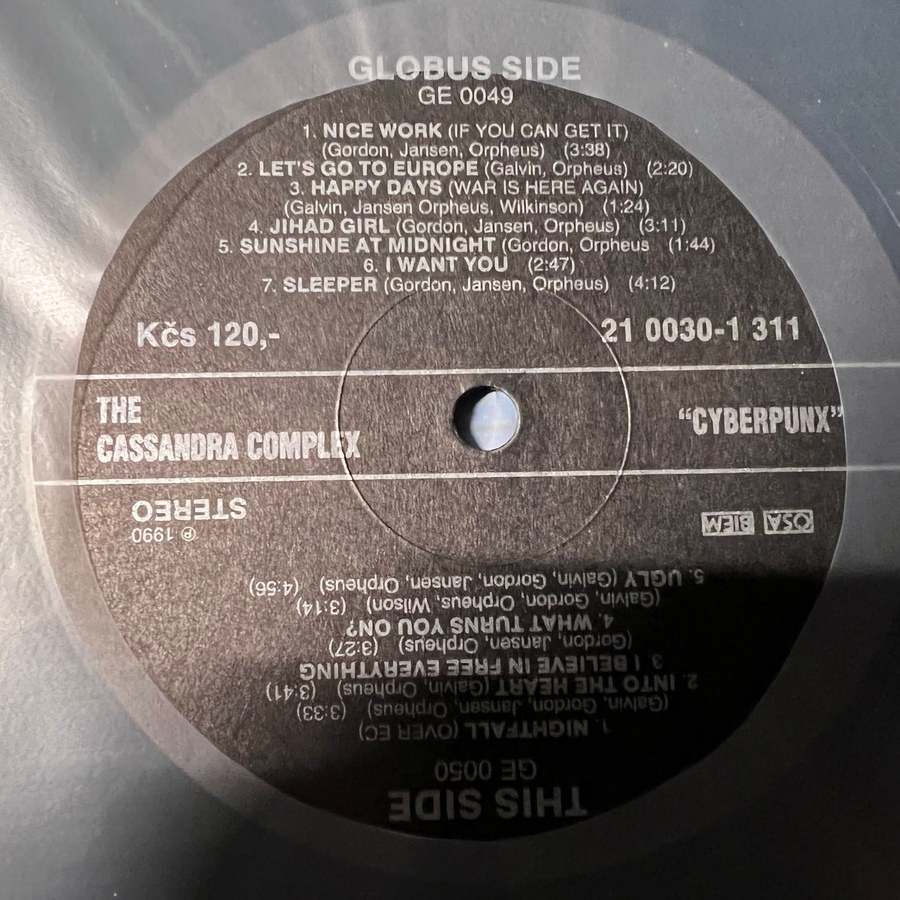 GLOBUS SIDE
GE 0049
1. NICE WORK (IF YOU CAN GET IT)
(Gordon, Jansen, Orpheus) (3:38)
2. LET'S GO TO EUROPE (Galvin, Orpheus) (2:20)
3. HAPPY DAYS (WAR IS HERE AGAIN)
(Galvin, Jansen Orpheus, Wilkinson) (1:24)
4. JIHAD GIRL (Gordon, Jansen, Orpheus) (3:11)
5. SUNSHINE AT MIDNIGHT (Gordon, Orpheus (1:44)
6. I WANT YOU (2:47)
7. SLEEPER (Gordon, Jansen, Orpheus) (4:12)
Kčs 120,- 21 0030-1 311
THE
CASSANDRA COMPLEX
"CYBERPUNX"
STEREO
℗ 1990
OSA BIEM
THIS SIDE
GE 0050
1. NIGHTFALL (OVER EC)
(Galvin, Gordon, Jansen, Orpheus) (3:33)
2. INTO THE HEART (Galvin, Orpheus) (3:41)
3. I BELIEVE IN FREE EVERYTHING
(Gordon, Jansen, Orpheus) (3:27)
4. WHAT TURNS YOU ON?
(Galvin, Gordon, Orpheus, Wilson) (3:14)
5. UGLY (Galvin, Gordon, Jansen, Orpheus) (4:56)